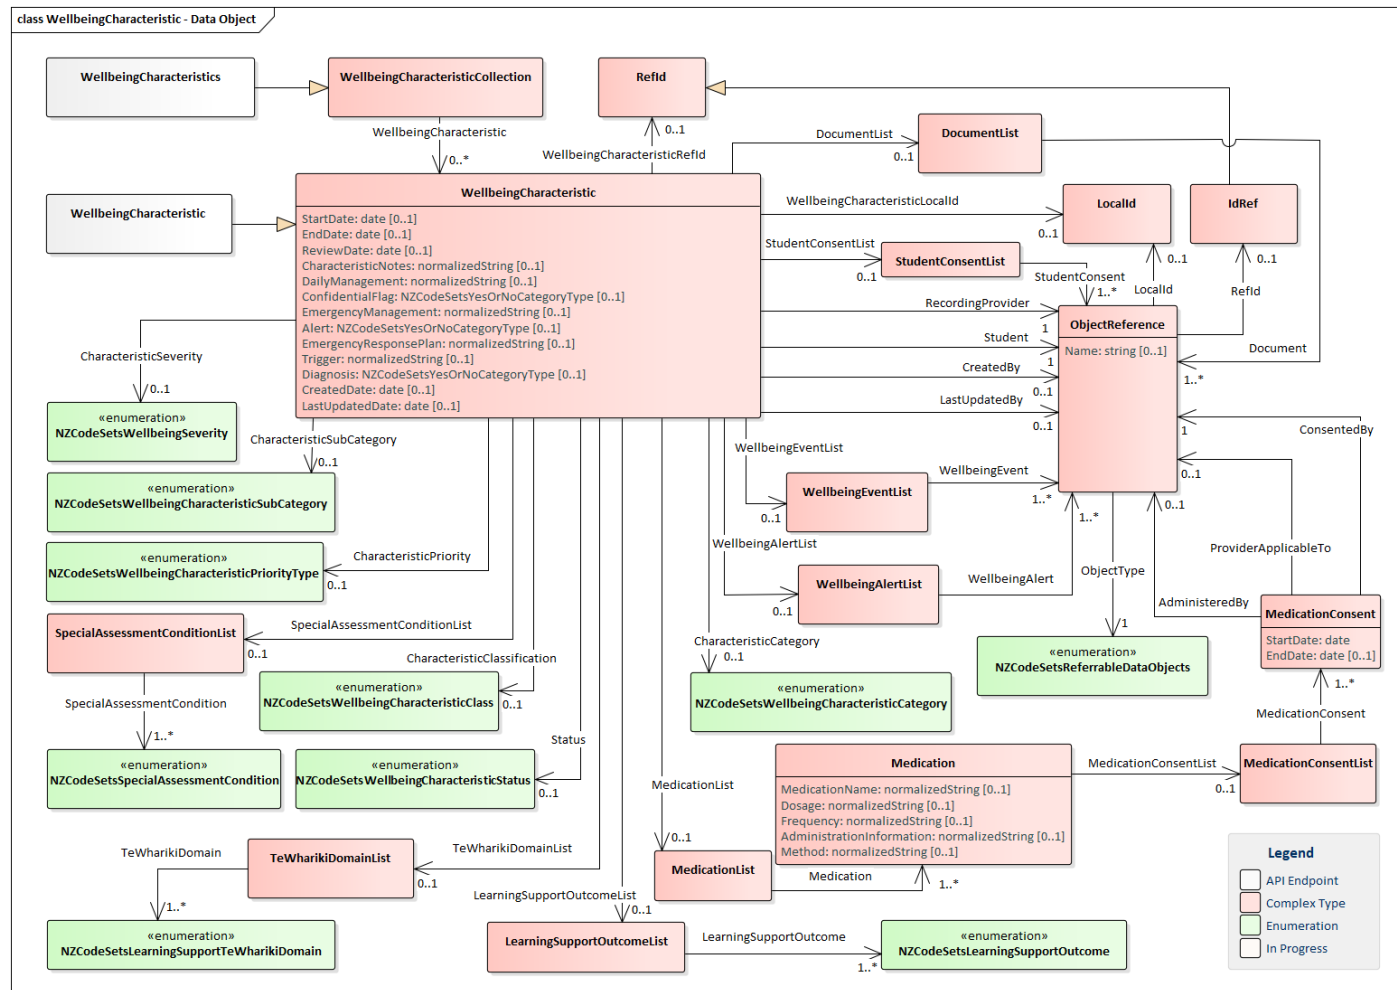 class WellbeingCharacteristic - Data Object
WellbeingCharacteristics
WellbeingCharacteristicCollection
RefId
WellbeingCharacteristic
0..*
0..1
WellbeingCharacteristicRefId
DocumentList
0..1
DocumentList
WellbeingCharacteristic
WellbeingCharacteristic
StartDate: date [0..1]
EndDate: date [0..1]
ReviewDate: date [0..1]
CharacteristicNotes: normalizedString [0..1]
DailyManagement: normalizedString [0..1]
ConfidentialFlag: NZCodeSetsYesOrNoCategoryType [0..1]
EmergencyManagement: normalizedString [0..1]
Alert: NZCodeSetsYesOrNoCategoryType [0..1]
EmergencyResponsePlan: normalizedString [0..1]
Trigger: normalizedString [0..1]
Diagnosis: NZCodeSetsYesOrNoCategoryType [0..1]
CreatedDate: date [0..1]
LastUpdatedDate: date [0..1]
WellbeingCharacteristicLocalId
0..1
LocalId
IdRef
StudentConsentList
0..1
StudentConsentList
StudentConsent
1..*
0..1
LocalId
0..1
RefId
RecordingProvider
1
Student
1
CreatedBy
0..1
LastUpdatedBy
0..1
ObjectReference
Name: string [0..1]
Document
1..*
ConsentedBy
1
0..1
CharacteristicSeverity
0..1
«enumeration»
NZCodeSetsWellbeingSeverity
CharacteristicSubCategory
0..1
«enumeration»
NZCodeSetsWellbeingCharacteristicSubCategory
WellbeingEventList
0..1
WellbeingEventList
WellbeingEvent
1..*
1..*
0..1
«enumeration»
NZCodeSetsWellbeingCharacteristicPriorityType
CharacteristicPriority
0..1
WellbeingAlertList
0..1
WellbeingAlertList
WellbeingAlert
ObjectType
1
ProviderApplicableTo
AdministeredBy
MedicationConsent
StartDate: date
EndDate: date [0..1]
SpecialAssessmentConditionList
SpecialAssessmentConditionList
0..1
CharacteristicClassification
0..1
«enumeration»
NZCodeSetsWellbeingCharacteristicClass
CharacteristicCategory
0..1
«enumeration»
NZCodeSetsWellbeingCharacteristicCategory
«enumeration»
NZCodeSetsReferrableDataObjects
SpecialAssessmentCondition
1..*
«enumeration»
NZCodeSetsSpecialAssessmentCondition
Status
0..1
«enumeration»
NZCodeSetsWellbeingCharacteristicStatus
1..*
MedicationConsent
MedicationList
0..1
MedicationList
Medication
1..*
Medication
MedicationName: normalizedString [0..1]
Dosage: normalizedString [0..1]
Frequency: normalizedString [0..1]
AdministrationInformation: normalizedString [0..1]
Method: normalizedString [0..1]
MedicationConsentList
0..1
MedicationConsentList
TeWharikiDomain
1..*
TeWharikiDomainList
TeWharikiDomainList
0..1
«enumeration»
NZCodeSetsLearningSupportTeWharikiDomain
LearningSupportOutcomeList
0..1
LearningSupportOutcomeList
LearningSupportOutcome
1..*
«enumeration»
NZCodeSetsLearningSupportOutcome
Legend
API Endpoint
Complex Type
Enumeration
In Progress